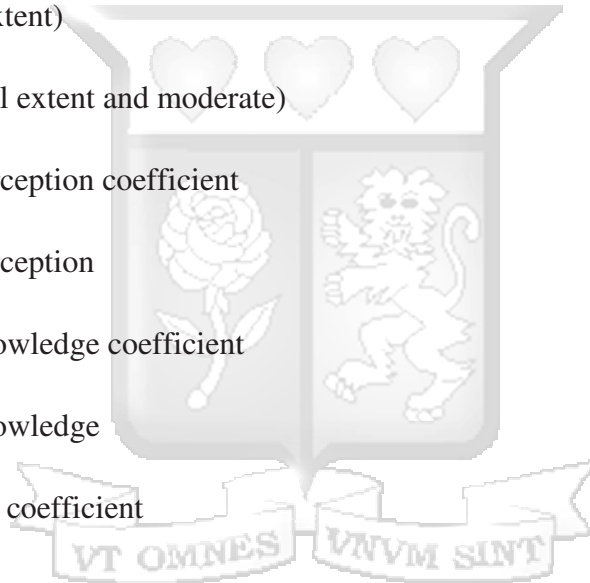 xtent)
l extent and moderate)
ception coefficient
ception
owledge coefficient
owledge
coefficient
VT OMNES VNVM SINT